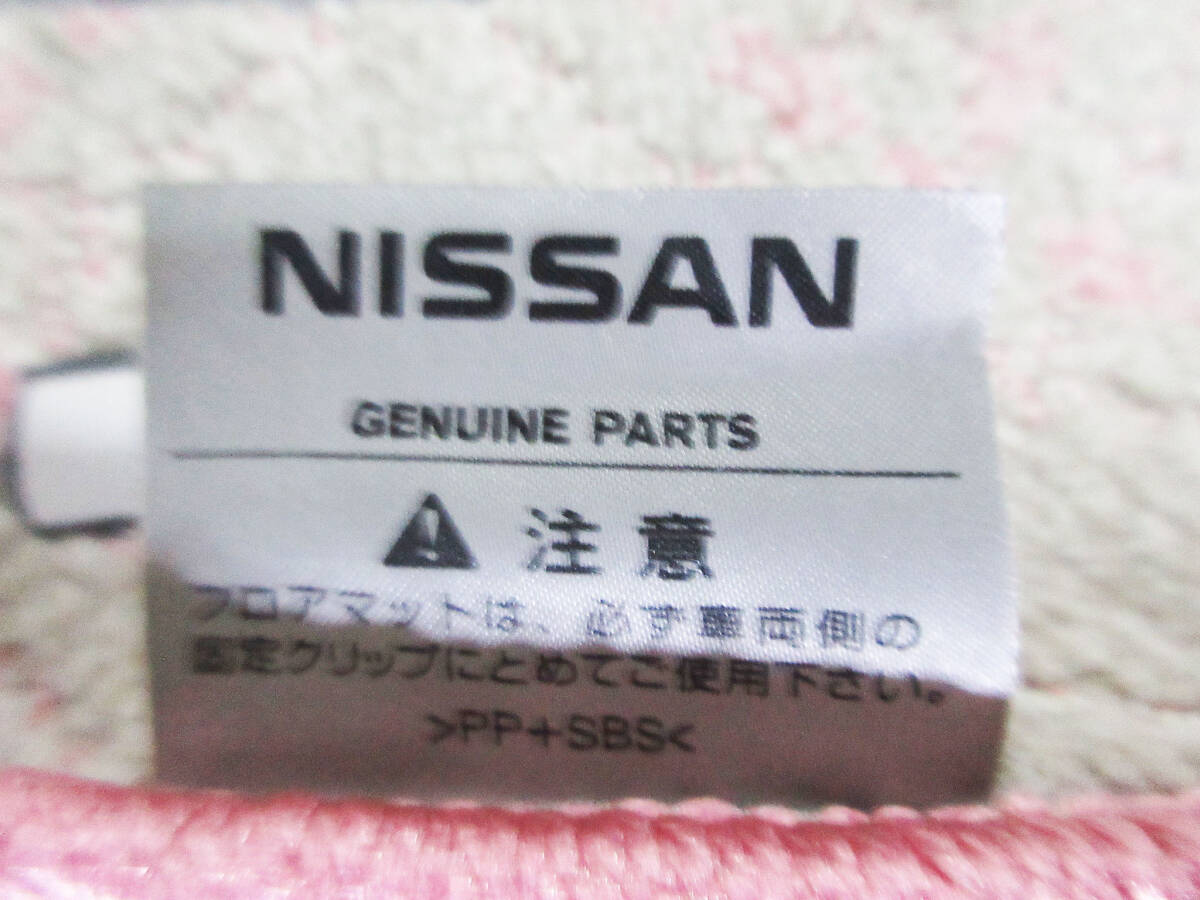 NISSAN
GENUINE PARTS
注意
フロアマットは、必ず車両側の
固定クリップにとめてご使用下さい。
>PP+SBS<